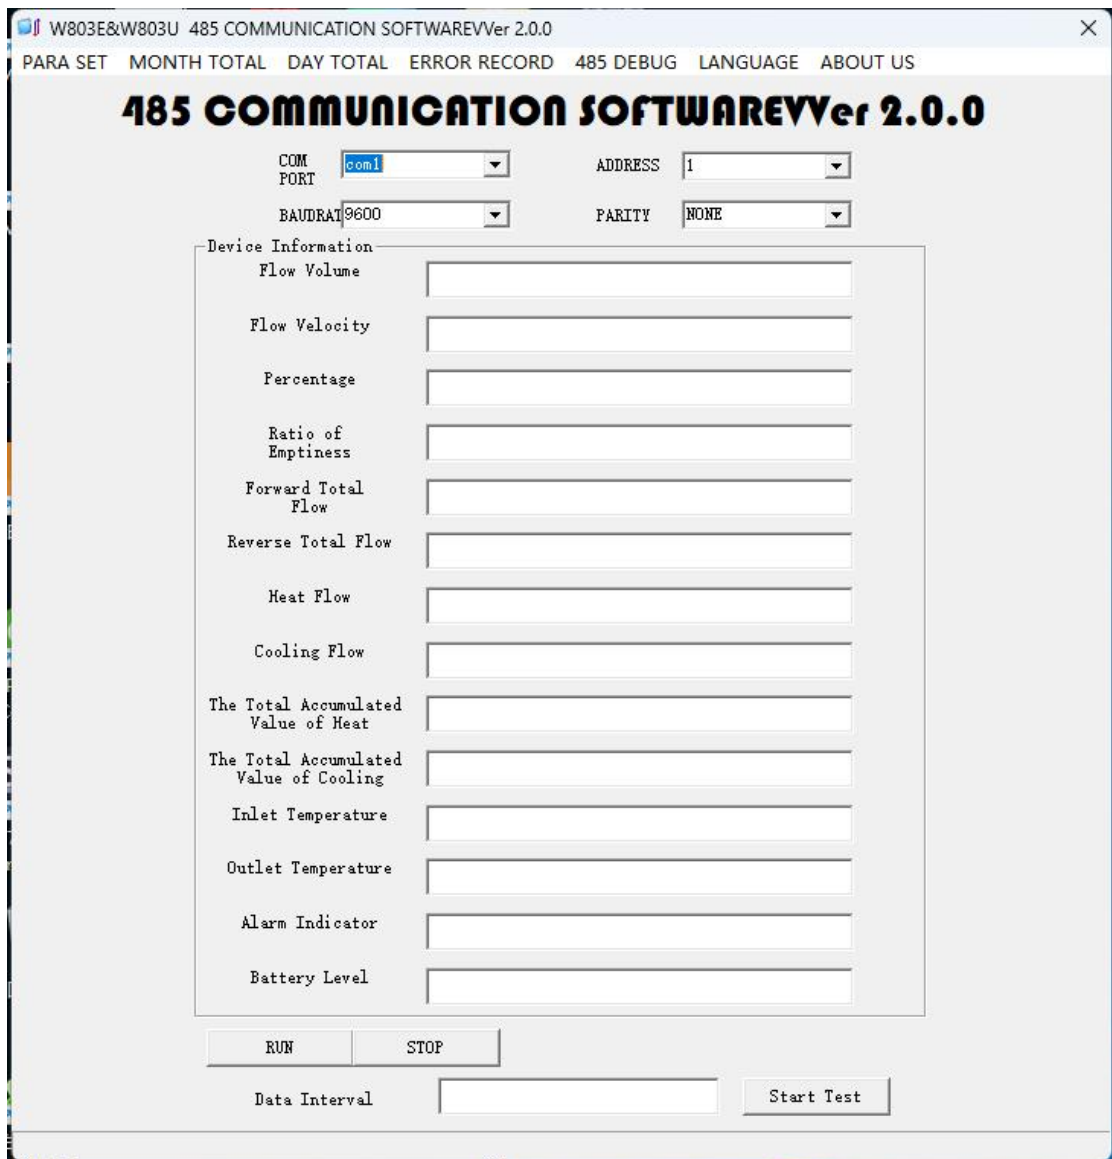 W803E&W803U 485 COMMUNICATION SOFTWAREVVer 2.0.0
PARA SET MONTH TOTAL DAY TOTAL ERROR RECORD 485 DEBUG LANGUAGE ABOUT US
485 COMMUNICATION SOFTWAREVVer 2.0.0
COM
PORT
com1
ADDRESS
1
BAUDRAT
9600
PARITY
NONE
Device Information
Flow Volume
Flow Velocity
Percentage
Ratio of
Emptiness
Forward Total
Flow
Reverse Total Flow
Heat Flow
Cooling Flow
The Total Accumulated
Value of Heat
The Total Accumulated
Value of Cooling
Inlet Temperature
Outlet Temperature
Alarm Indicator
Battery Level
RUN
STOP
Data Interval
Start Test